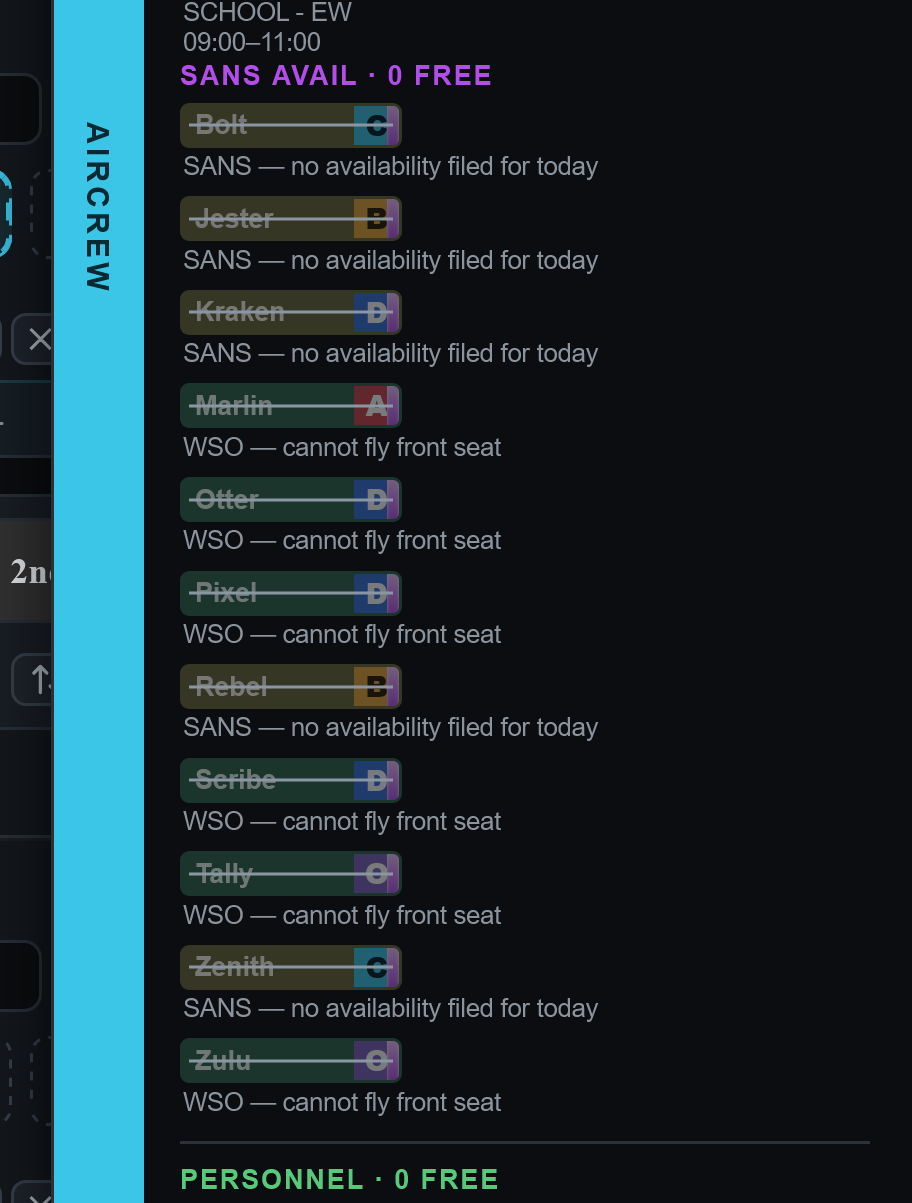 SCHOOL - EW
09:00–11:00
SANS AVAIL · 0 FREE
Bolt C
SANS — no availability filed for today
Jester B
SANS — no availability filed for today
Kraken D
SANS — no availability filed for today
Marlin A
WSO — cannot fly front seat
Otter D
WSO — cannot fly front seat
Pixel D
WSO — cannot fly front seat
Rebel B
SANS — no availability filed for today
Scribe D
WSO — cannot fly front seat
Tally O
WSO — cannot fly front seat
Zenith C
SANS — no availability filed for today
Zulu O
WSO — cannot fly front seat
PERSONNEL · 0 FREE
AIRCREW